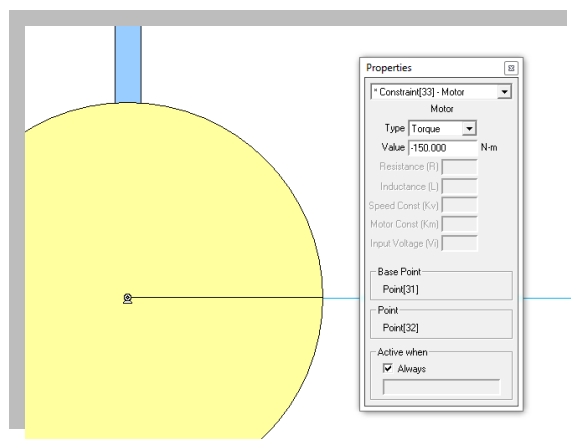 Properties
* Constraint[33] - Motor
Motor
Type Torque
Value -150.000 N-m
Resistance (R)
Inductance (L)
Speed Const (Kv)
Motor Const (Km)
Input Voltage (Vi)
Base Point
Point[31]
Point
Point[32]
Active when
Always